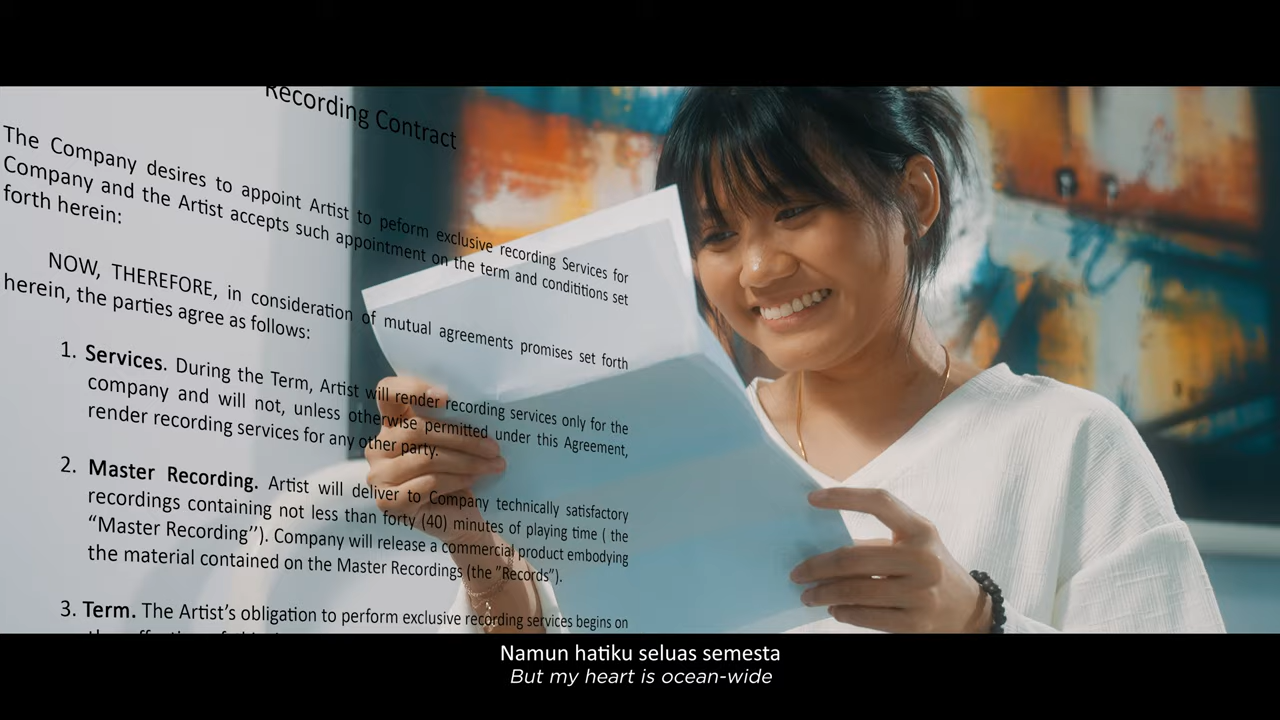 Recording Contract
The Company desires to appoint Artist to peform exclusive recording Services for
Company and the Artist accepts such appointment on the term and conditions set
forth herein:
NOW, THEREFORE, in consideration of mutual agreements promises set forth
herein, the parties agree as follows:
1. Services. During the Term, Artist will render recording services only for the
company and will not, unless otherwise permitted under this Agreement,
render recording services for any other party.
2. Master Recording. Artist will deliver to Company technically satisfactory
recordings containing not less than forty (40) minutes of playing time ( the
“Master Recording”). Company will release a commercial product embodying
the material contained on the Master Recordings (the ”Records”).
3. Term. The Artist’s obligation to perform exclusive recording services begins on
Namun hatiku seluas semesta
But my heart is ocean-wide